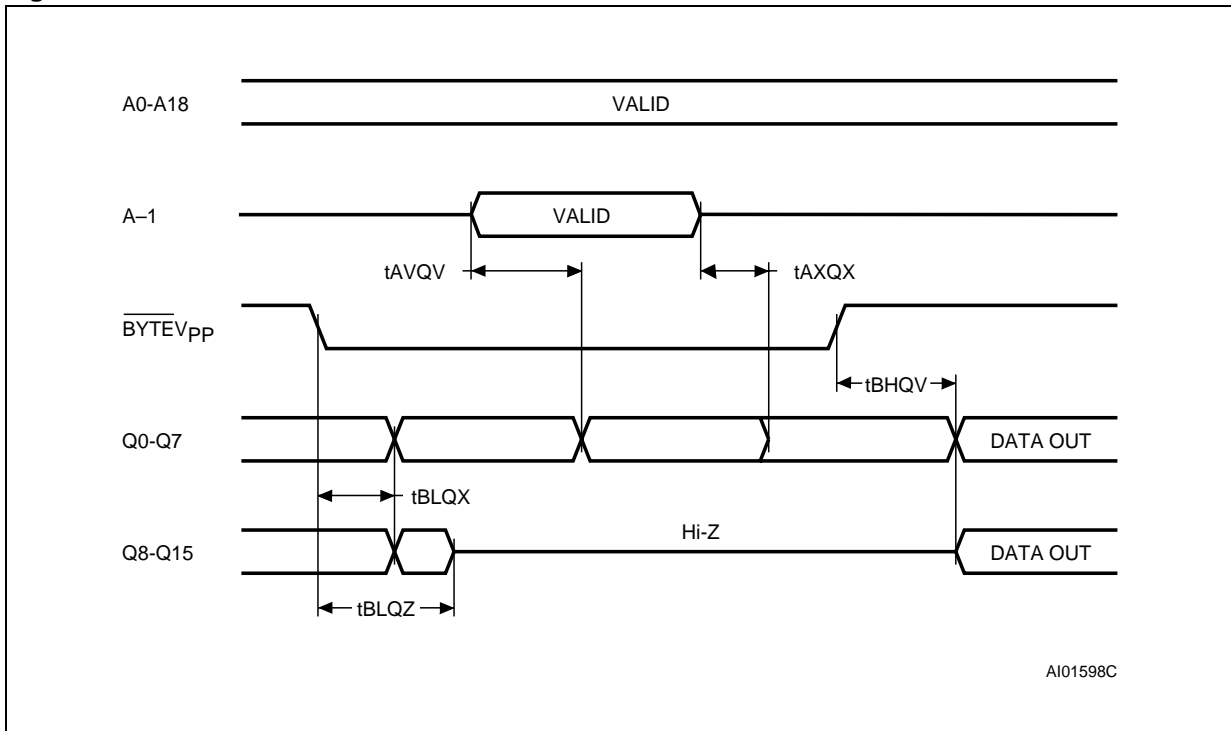 A0-A18 VALID
A–1 VALID
tAVQV tAXQX
BYTEVPP
tBHQV
Q0-Q7 DATA OUT
tBLQX
Hi-Z
Q8-Q15 DATA OUT
tBLQZ
AI01598C